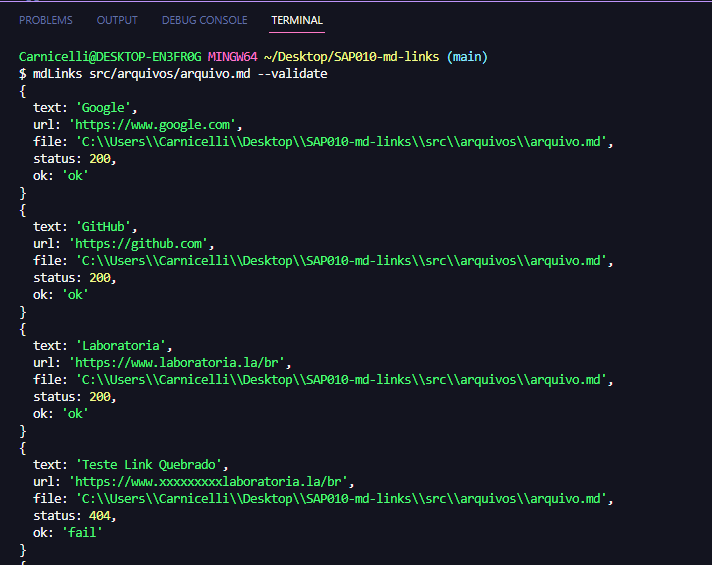 PROBLEMS OUTPUT DEBUG CONSOLE TERMINAL
Carnicelli@DESKTOP-EN3FR0G MINGW64 ~/Desktop/SAP010-md-links (main)
$ mdLinks src/arquivos/arquivo.md --validate
{
  text: 'Google',
  url: 'https://www.google.com',
  file: 'C:\\Users\\Carnicelli\\Desktop\\SAP010-md-links\\src\\arquivos\\arquivo.md',
  status: 200,
  ok: 'ok'
}
{
  text: 'GitHub',
  url: 'https://github.com',
  file: 'C:\\Users\\Carnicelli\\Desktop\\SAP010-md-links\\src\\arquivos\\arquivo.md',
  status: 200,
  ok: 'ok'
}
{
  text: 'Laboratoria',
  url: 'https://www.laboratoria.la/br',
  file: 'C:\\Users\\Carnicelli\\Desktop\\SAP010-md-links\\src\\arquivos\\arquivo.md',
  status: 200,
  ok: 'ok'
}
{
  text: 'Teste Link Quebrado',
  url: 'https://www.xxxxxxxxxlaboratoria.la/br',
  file: 'C:\\Users\\Carnicelli\\Desktop\\SAP010-md-links\\src\\arquivos\\arquivo.md',
  status: 404,
  ok: 'fail'
}
{